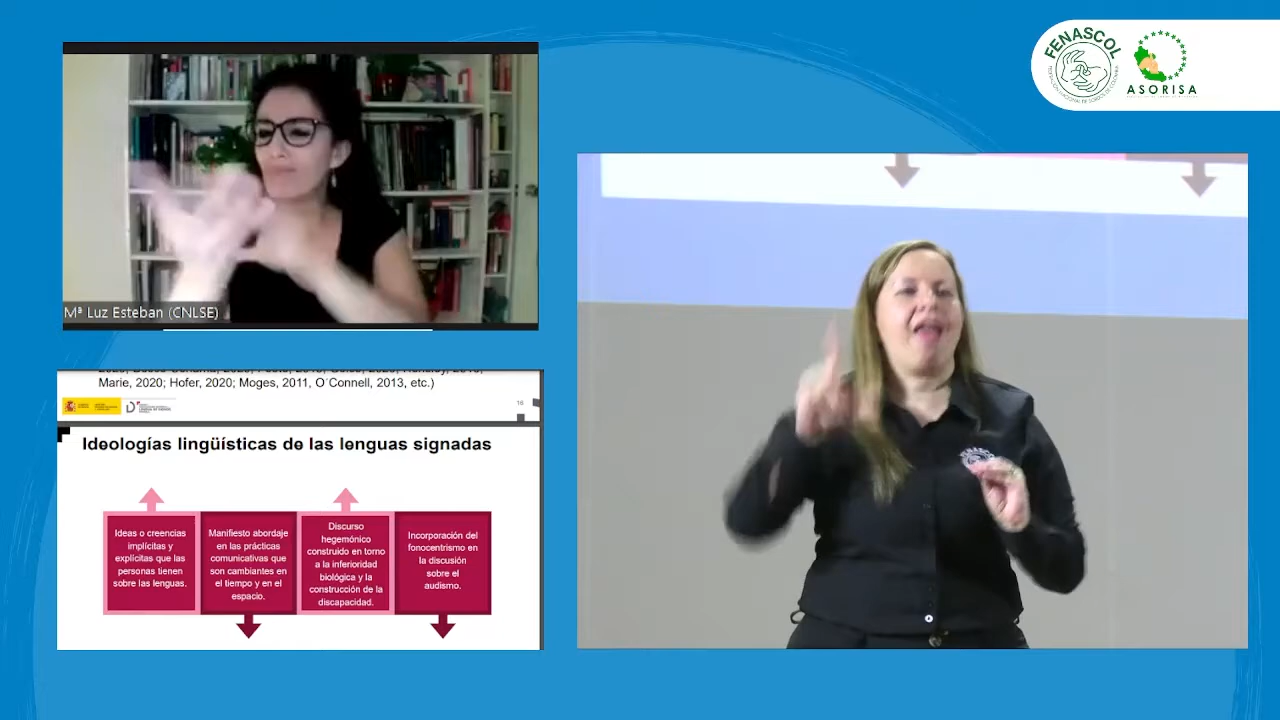 FENASCOL
ASORISA
Mª Luz Esteban (CNLSE)
Marie, 2020; Hofer, 2020; Moges, 2011, O´Connell, 2013, etc.)
16
Ideologías lingüísticas de las lenguas signadas
Ideas o creencias
implícitas y
explícitas que las
personas tienen
sobre las lenguas.
Manifiesto abordaje
en las prácticas
comunicativas que
son cambiantes en
el tiempo y en el
espacio.
Discurso
hegemónico
construido en torno
a la inferioridad
biológica y la
construcción de la
discapacidad.
Incorporación del
fonocentrismo en
la discusión
sobre el
audismo.